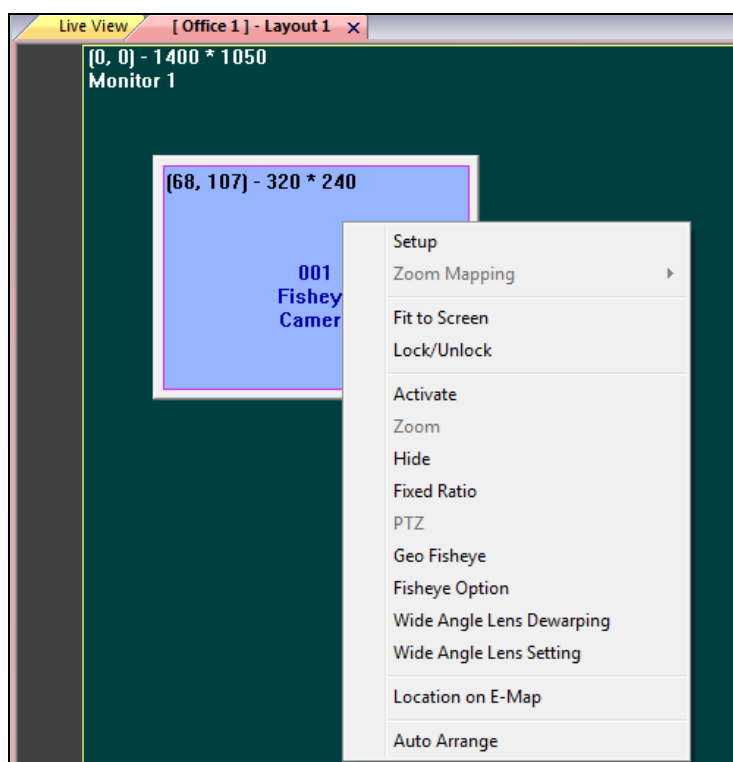 Live View
[ Office 1 ] - Layout 1 x
(0, 0) - 1400 * 1050
Monitor 1
(68, 107) - 320 * 240
001
Fishey
Camer
Setup
Zoom Mapping
Fit to Screen
Lock/Unlock
Activate
Zoom
Hide
Fixed Ratio
PTZ
Geo Fisheye
Fisheye Option
Wide Angle Lens Dewarping
Wide Angle Lens Setting
Location on E-Map
Auto Arrange